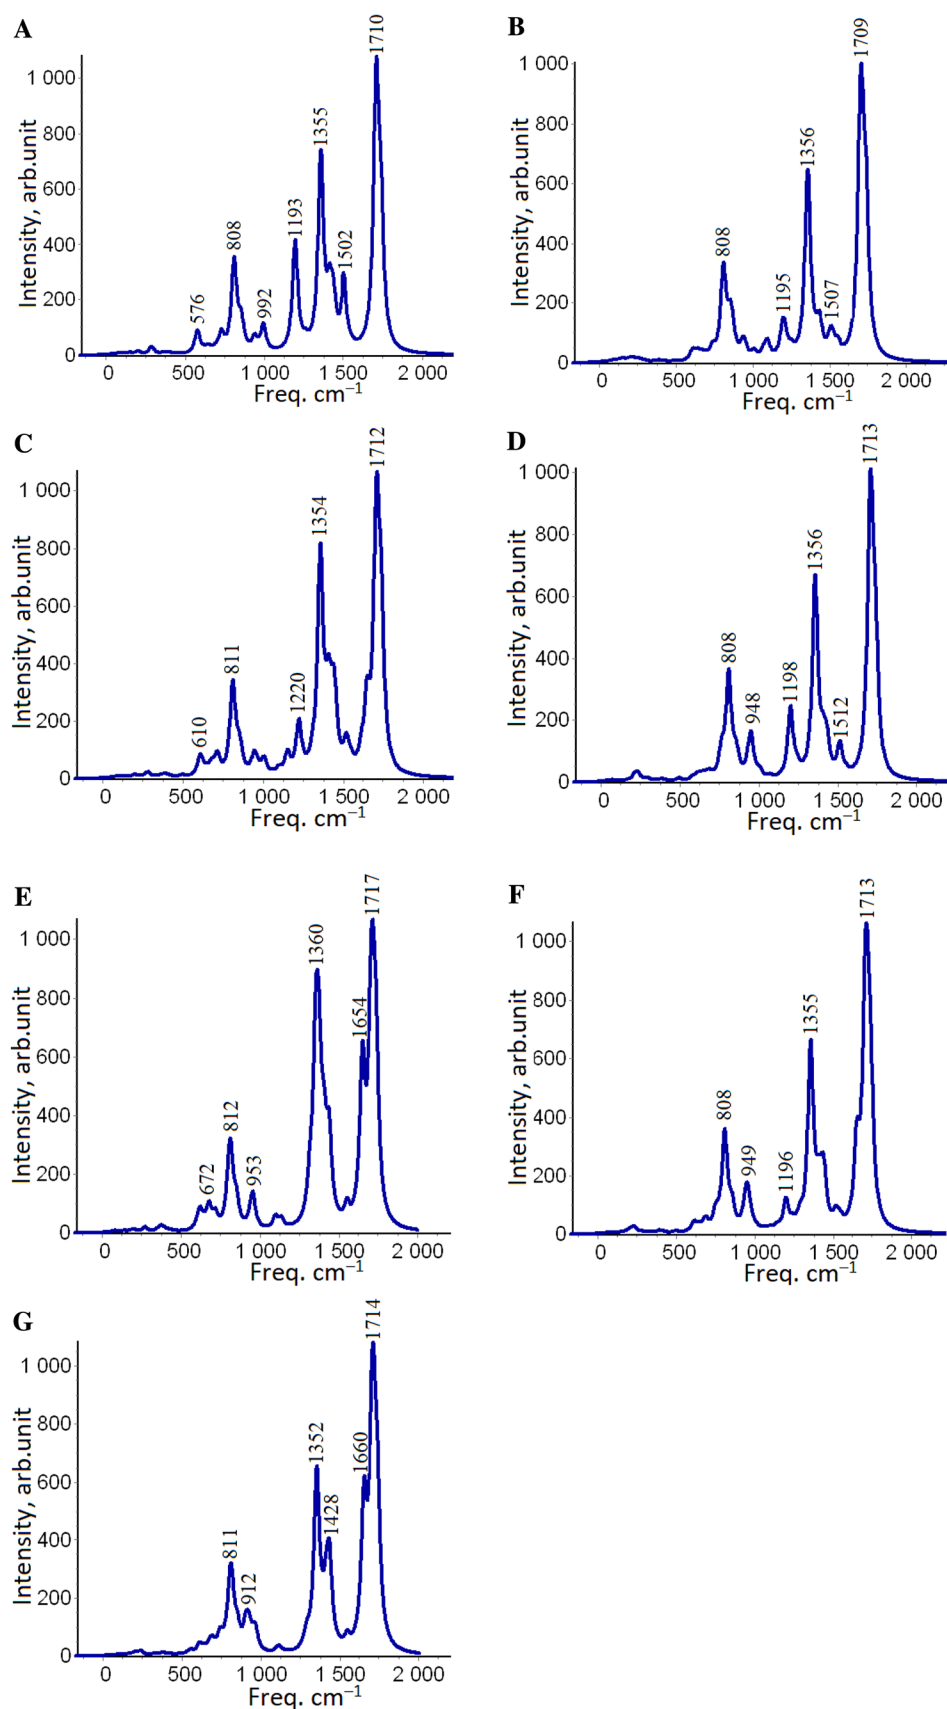 A
1710
1 000
1355
800
600
1193
808
400
1502
200
576
992
0
0 500 1 000 1 500 2 000
Intensity, arb.unit
Freq. cm−1
B
1709
1 000
800
1356
600
400
808
200
1195
1507
0
0 500 1 000 1 500 2 000
Intensity, arb.unit
Freq. cm−1
C
1712
1 000
1354
800
600
811
400
1220
200
610
0
0 500 1 000 1 500 2 000
Intensity, arb.unit
Freq. cm−1
D
1713
1 000
800
1356
600
808
400
1198
948
200
1512
0
0 500 1 000 1 500 2 000
Intensity, arb.unit
Freq. cm−1
E
1717
1 000
1360
800
1654
600
812
400
953
672
200
0
0 500 1 000 1 500 2 000
Intensity, arb.unit
Freq. cm−1
F
1713
1 000
1355
800
600
808
400
949
1196
200
0
0 500 1 000 1 500 2 000
Intensity, arb.unit
Freq. cm−1
G
1714
1 000
800
1352
1660
600
1428
811
400
912
200
0
0 500 1 000 1 500 2 000
Intensity, arb.unit
Freq. cm−1